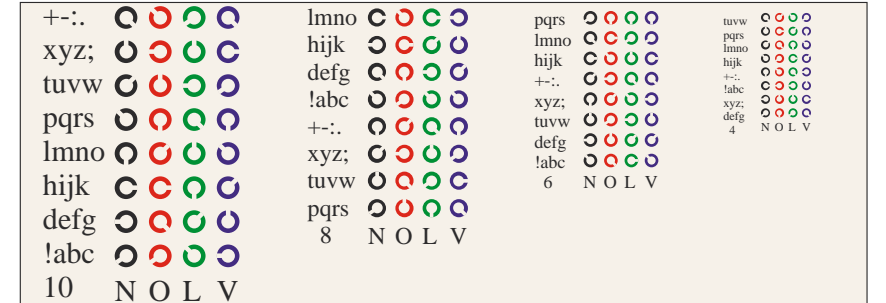 +-:.
xyz;
tuvw
pqrs
lmno
hijk
defg
!abc
10 N O L V
lmno
hijk
defg
!abc
+-:.
xyz;
tuvw
pqrs
8 N O L V
pqrs
lmno
hijk
+-:.
xyz;
tuvw
defg
!abc
6 N O L V
tuvw
pqrs
lmno
hijk
+-:.
!abc
xyz;
defg
4 N O L V